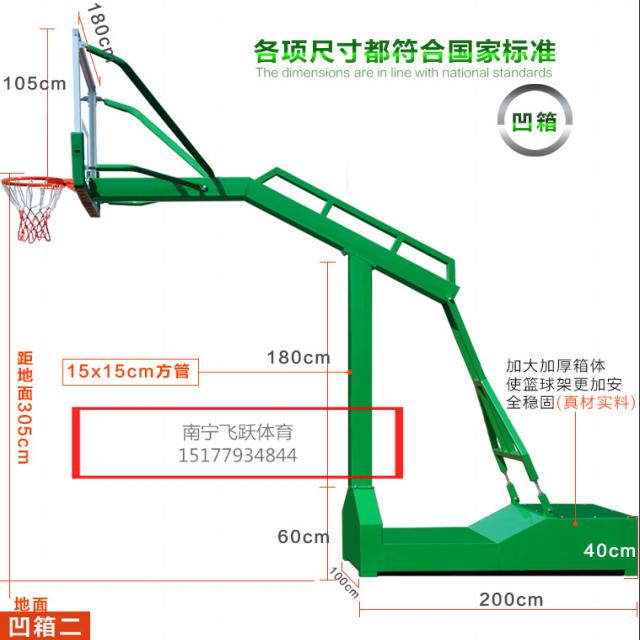 180cm
各项尺寸都符合国家标准
The dimensions are in line with national standards
105cm
凹箱
距地面305cm
180cm
15x15cm方管
加大加厚箱体
使篮球架更加安
全稳固(真材实料)
南宁飞跃体育
15177934844
60cm
40cm
100cm
200cm
地面
凹箱二